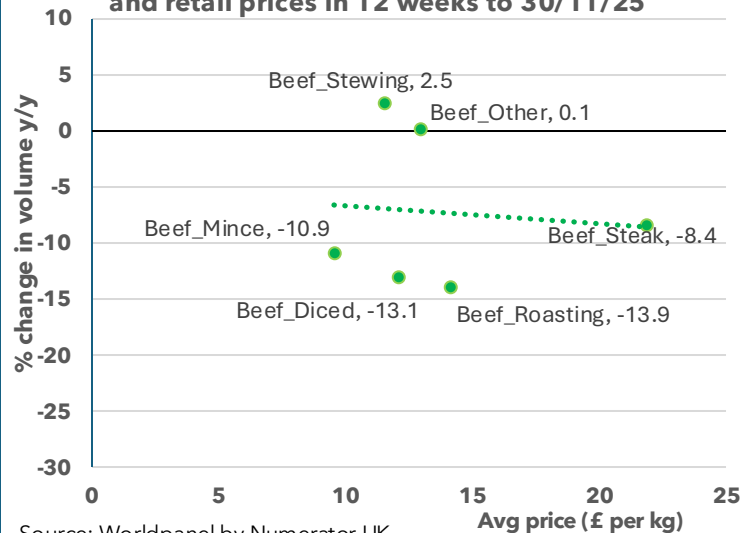 and retail prices in 12 weeks to 30/11/25
10
5
0
-5
-10
-15
-20
-25
-30
% change in volume y/y
Beef_Stewing, 2.5
Beef_Other, 0.1
Beef_Mince, -10.9
Beef_Steak, -8.4
Beef_Diced, -13.1
Beef_Roasting, -13.9
0 5 10 15 20 25
Avg price (£ per kg)
Source: Worldpanel by Numerator UK